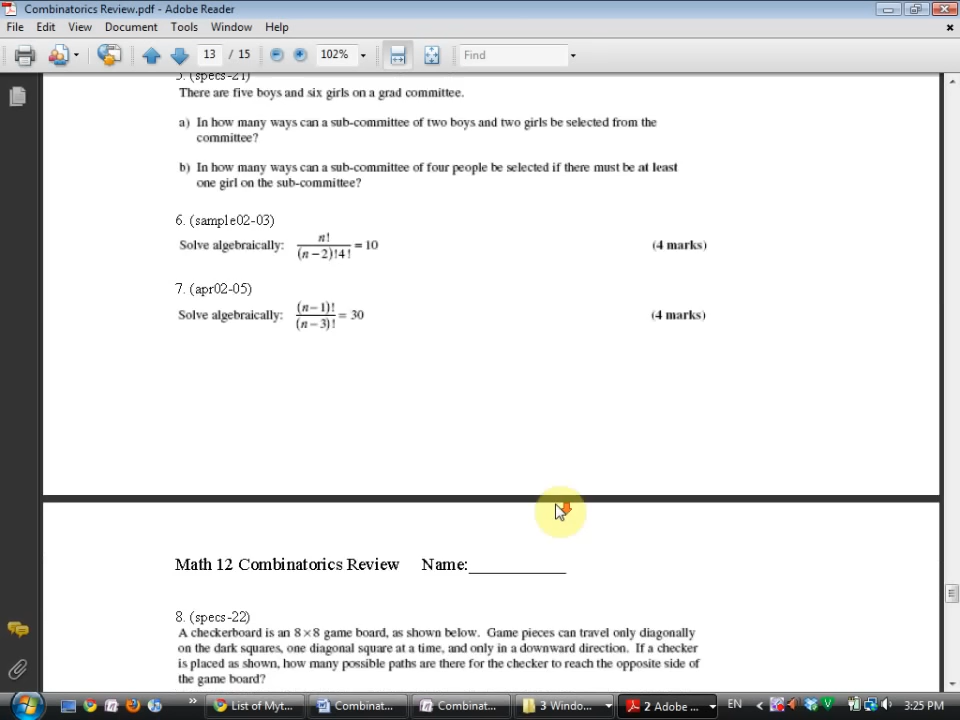 Combinatorics Review.pdf - Adobe Reader
File Edit View Document Tools Window Help
13 / 15 102% Find
5. (specs-21)
There are five boys and six girls on a grad committee.
a) In how many ways can a sub-committee of two boys and two girls be selected from the
committee?
b) In how many ways can a sub-committee of four people be selected if there must be at least
one girl on the sub-committee?
6. (sample02-03)
Solve algebraically: n! / (n−2)!4! = 10 (4 marks)
7. (apr02-05)
Solve algebraically: (n−1)! / (n−3)! = 30 (4 marks)
Math 12 Combinatorics Review Name:___________
8. (specs-22)
A checkerboard is an 8×8 game board, as shown below. Game pieces can travel only diagonally
on the dark squares, one diagonal square at a time, and only in a downward direction. If a checker
is placed as shown, how many possible paths are there for the checker to reach the opposite side of
the game board?
List of Myt... Combinat... Combinat... 3 Windo... 2 Adobe ... EN 3:25 PM